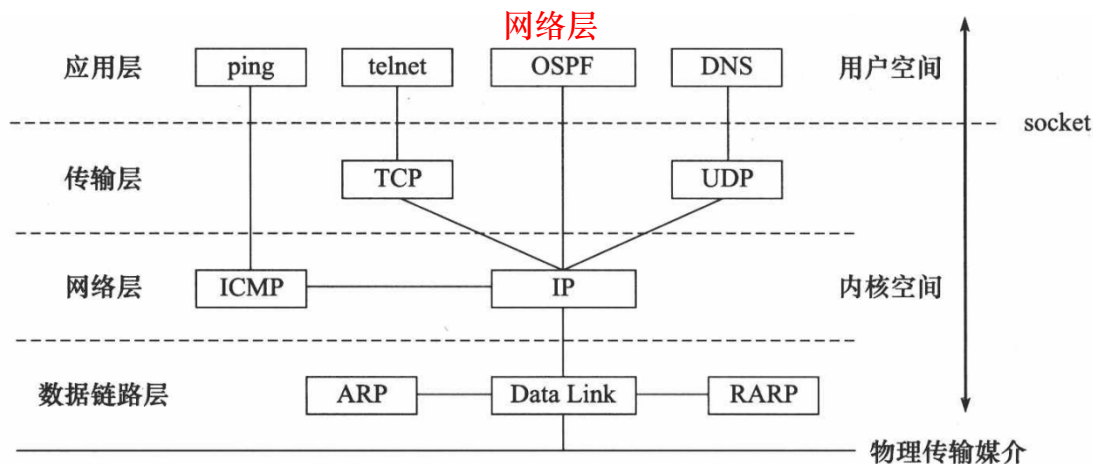 网络层
应用层 ping telnet OSPF DNS 用户空间
socket
传输层 TCP UDP
网络层 ICMP IP 内核空间
数据链路层 ARP Data Link RARP
物理传输媒介